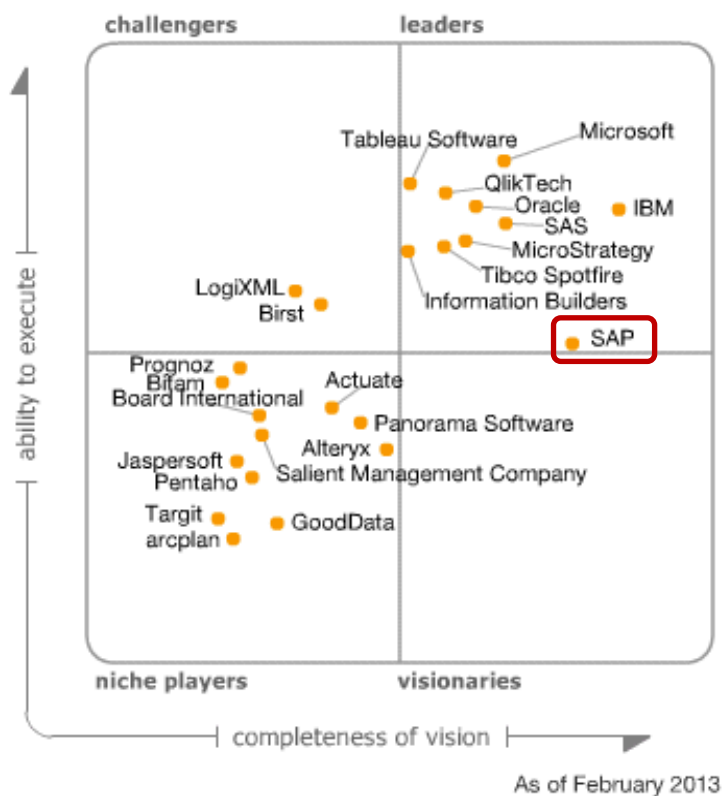 challengers
leaders
Microsoft
Tableau Software
QlikTech
Oracle
IBM
SAS
MicroStrategy
Tibco Spotfire
LogiXML
Information Builders
Birst
SAP
ability to execute
Prognoz
Bitam
Actuate
Board International
Panorama Software
Alteryx
Jaspersoft
Salient Management Company
Pentaho
Targit
GoodData
arcplan
niche players
visionaries
completeness of vision
As of February 2013